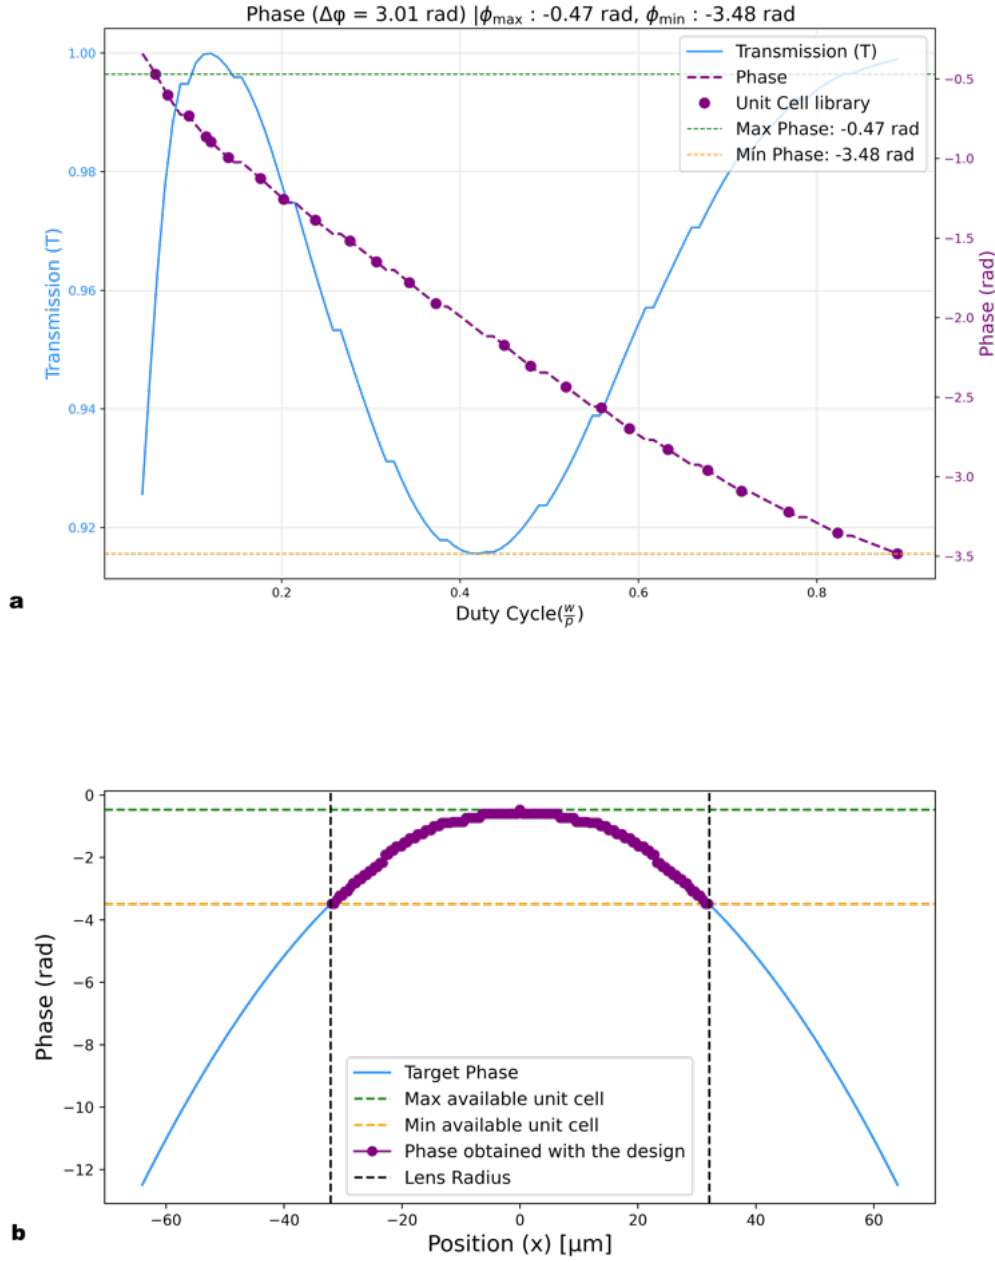 Phase (Δφ = 3.01 rad) |ϕmax : -0.47 rad, ϕmin : -3.48 rad
Transmission (T)
Phase
Unit Cell library
Max Phase: -0.47 rad
Min Phase: -3.48 rad
1.00
0.98
0.96
0.94
0.92
Transmission (T)
−0.5
−1.0
−1.5
−2.0
−2.5
−3.0
−3.5
Phase (rad)
0.2 0.4 0.6 0.8
Duty Cycle(w/p)
a
0
−2
−4
−6
−8
−10
−12
Phase (rad)
Target Phase
Max available unit cell
Min available unit cell
Phase obtained with the design
Lens Radius
−60 −40 −20 0 20 40 60
Position (x) [μm]
b